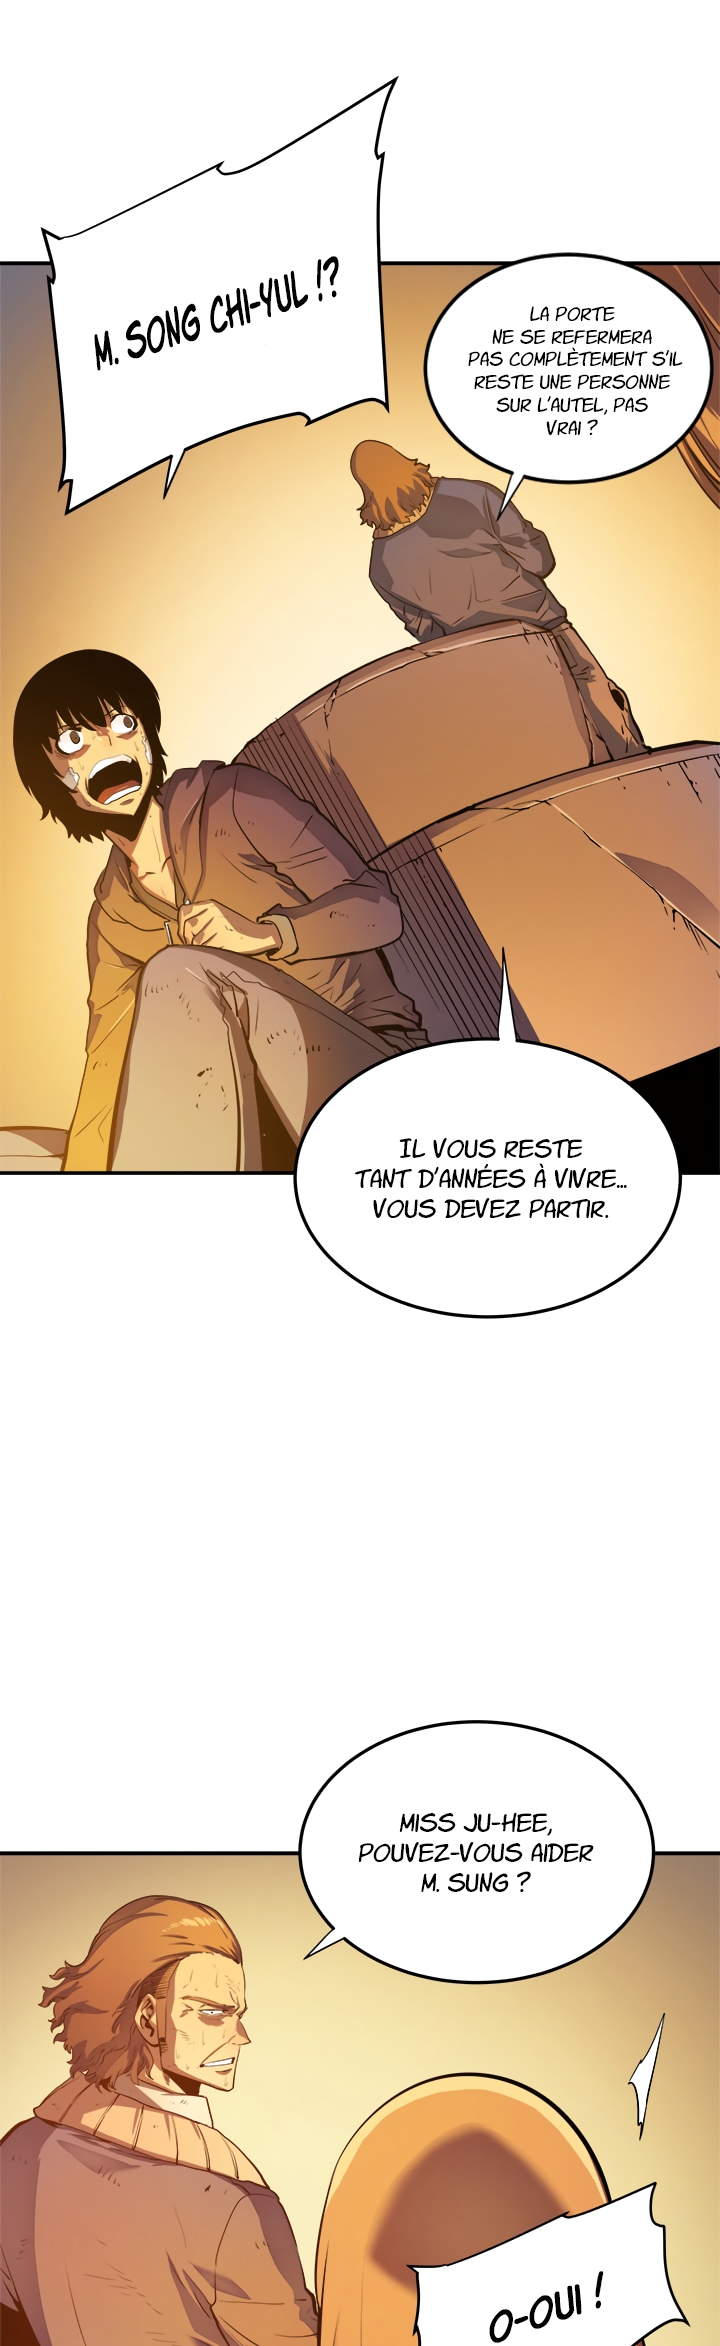 M. SONG CHI-YUL !?
LA PORTE
NE SE REFERMERA
PAS COMPLÈTEMENT S'IL
RESTE UNE PERSONNE
SUR L'AUTEL, PAS
VRAI ?
IL VOUS RESTE
TANT D'ANNÉES À VIVRE...
VOUS DEVEZ PARTIR.
MISS JU-HEE,
POUVEZ-VOUS AIDER
M. SUNG ?
O-OUI !